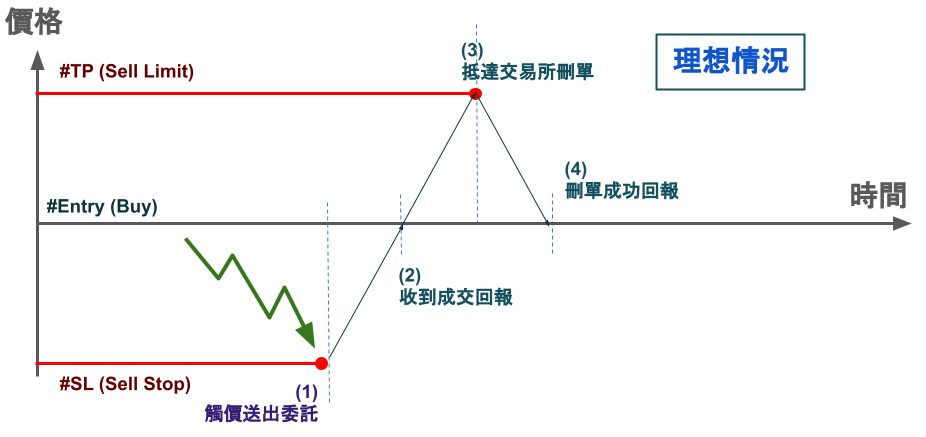 價格
#TP (Sell Limit)
(3)
抵達交易所刪單
理想情況
(4)
刪單成功回報
時間
#Entry (Buy)
(2)
收到成交回報
#SL (Sell Stop)
(1)
觸價送出委託